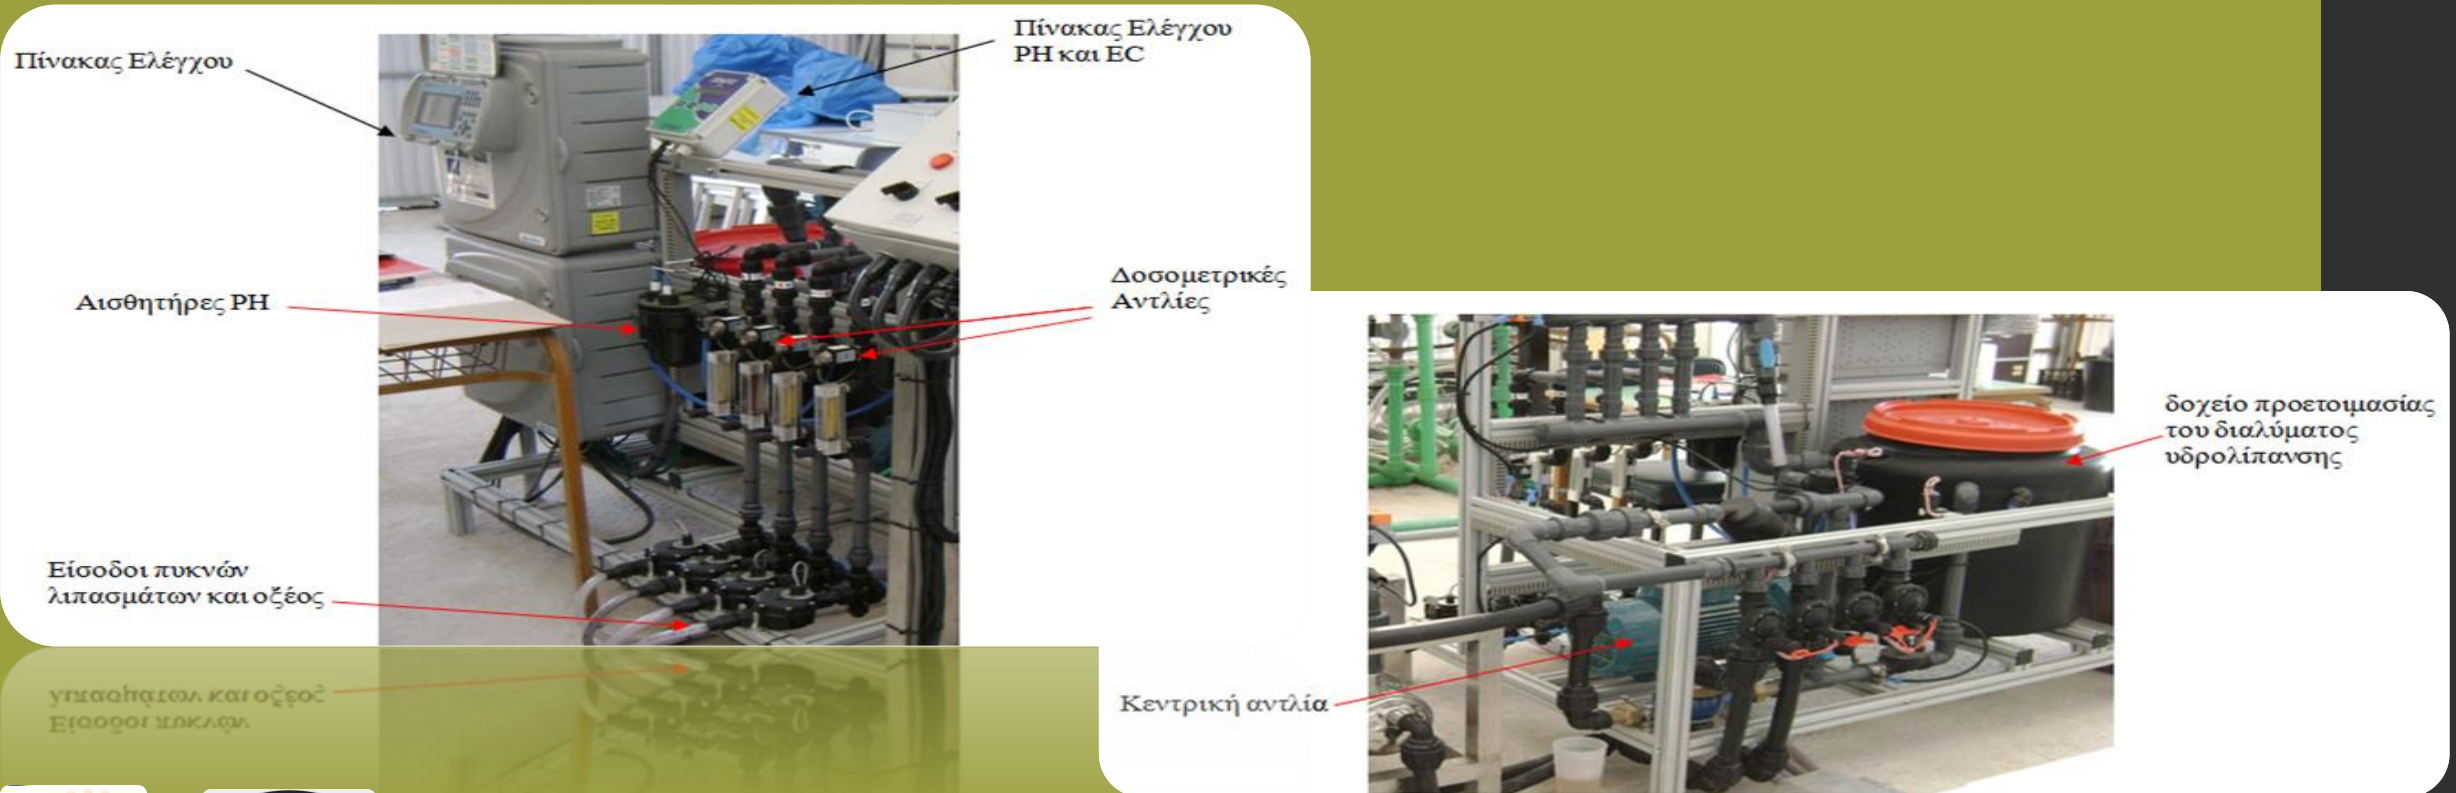 Πίνακας Ελέγχου
Πίνακας Ελέγχου
PH και EC
Αισθητήρες PH
Δοσομετρικές
Αντλίες
Είσοδοι πυκνών
λιπασμάτων και οξέος
δοχείο προετοιμασίας
του διαλύματος
υδρολίπανσης
Κεντρική αντλία